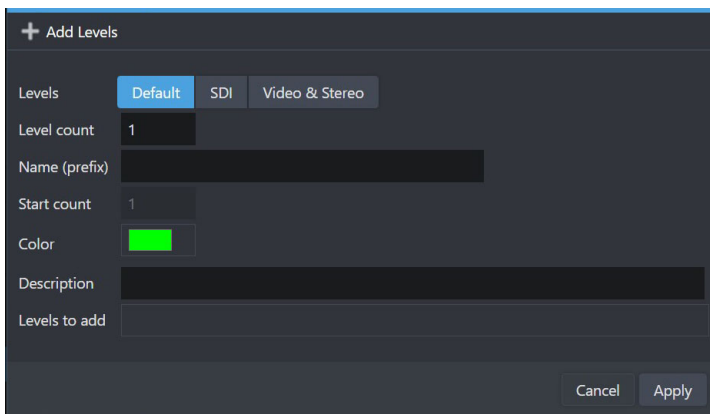 Add Levels
Levels Default SDI Video & Stereo
Level count 1
Name (prefix)
Start count 1
Color
Description
Levels to add
Cancel Apply